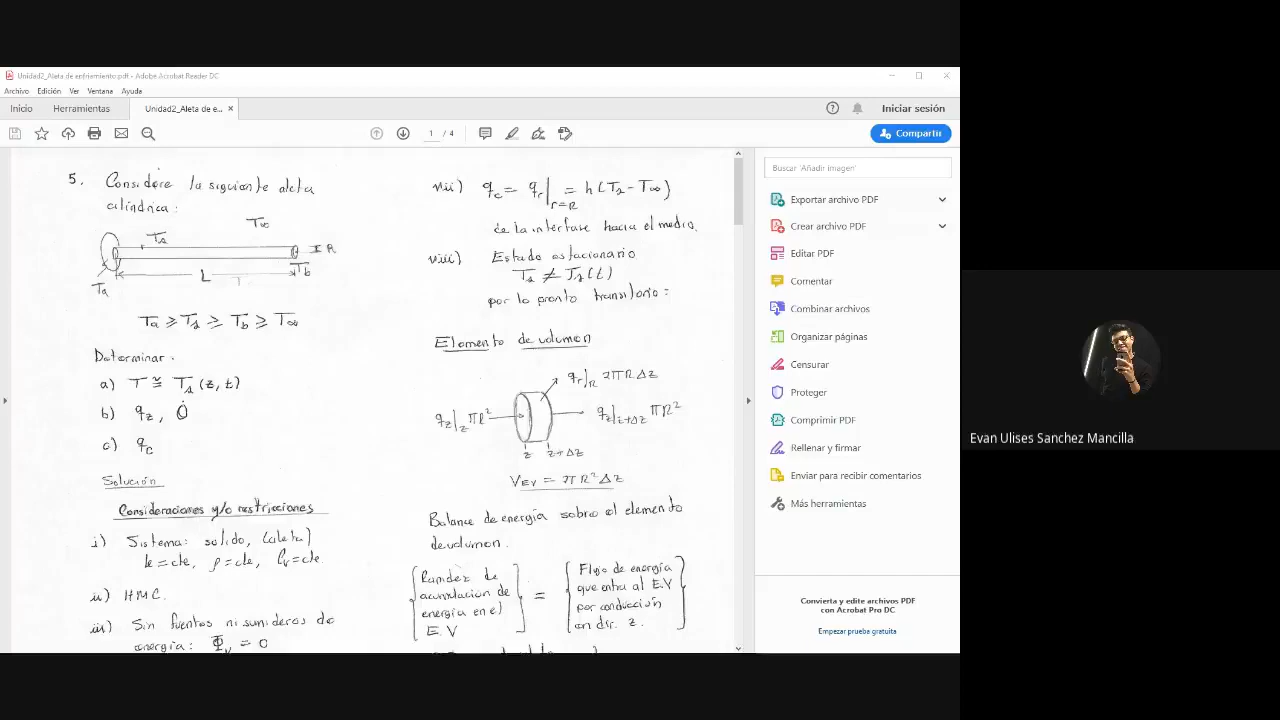 Unidad2_Aleta de enfriamiento.pdf - Adobe Acrobat Reader DC
Archivo Edición Ver Ventana Ayuda
Inicio Herramientas Unidad2_Aleta de e... × Iniciar sesión
1 / 4 Compartir
5. Considere la siguiente aleta
cilíndrica:
T∞
Ts
R
L
Tb
Ta
Ta ≥ Ts ≥ Tb ≥ T∞
Determinar:
a) T ≅ Ts (z, t)
b) qz, Q̇
c) qc
Solución
Consideraciones y/o restricciones
i) Sistema: solido, (aleta)
k = cte, ρ = cte, Cv = cte.
ii) HMC.
iii) Sin fuentes ni sumideros de
energía: Φv = 0
vii) qc = qr|r=R = h (Ts - T∞)
de la interfase hacia el medio.
viii) Estado estacionario
Ts ≠ Ts (t)
por lo pronto transitorio:
Elemento de volumen
qr|R 2πRΔz
qz|z πR²
qz|z+Δz πR²
z z+Δz
VEV = πR²Δz
Balance de energía sobre el elemento
de volumen.
{Rapidez de acumulación de energía en el E.V} = {Flujo de energía que entra al E.V por conducción en dir. z.}
Buscar 'Añadir imagen'
Exportar archivo PDF
Crear archivo PDF
Editar PDF
Comentar
Combinar archivos
Organizar páginas
Censurar
Proteger
Comprimir PDF
Rellenar y firmar
Enviar para recibir comentarios
Más herramientas
Convierta y edite archivos PDF
con Acrobat Pro DC
Empezar prueba gratuita
Evan Ulises Sanchez Mancilla